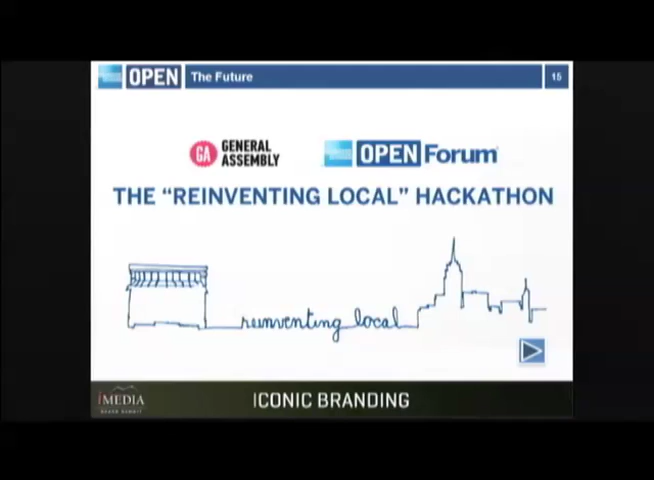 OPEN The Future 15
GA GENERAL ASSEMBLY OPEN Forum
THE “REINVENTING LOCAL” HACKATHON
reinventing local
iMEDIA
ICONIC BRANDING